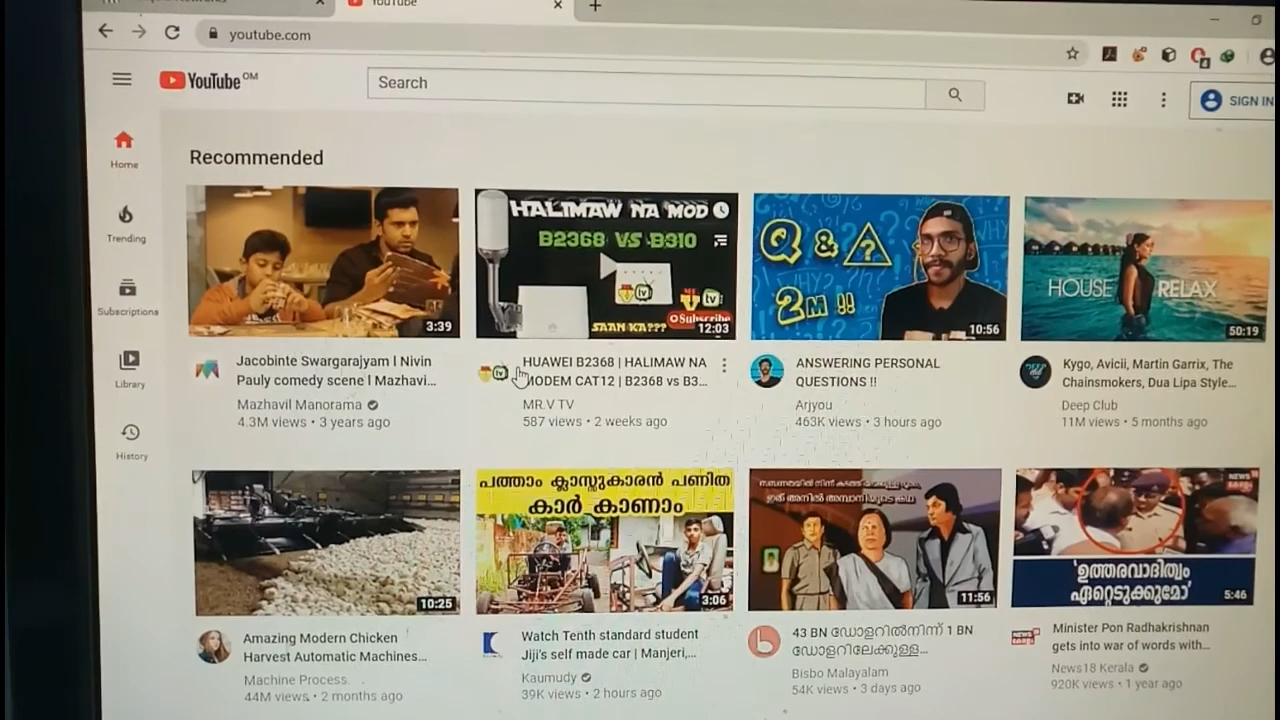 YouTube
youtube.com
YouTube OM
Search
SIGN IN
Home
Trending
Subscriptions
Library
History
Recommended
3:39
HALIMAW NA MOD
B2368 VS B310
SAAN KA???
tv
tv
Subscribe
12:03
Q & A ?
2M !!
10:56
HOUSE RELAX
50:19
Jacobinte Swargarajyam l Nivin
Pauly comedy scene l Mazhavi...
Mazhavil Manorama
4.3M views • 3 years ago
HUAWEI B2368 | HALIMAW NA
MODEM CAT12 | B2368 vs B3...
MR.V TV
587 views • 2 weeks ago
ANSWERING PERSONAL
QUESTIONS !!
Arjyou
463K views • 3 hours ago
Kygo, Avicii, Martin Garrix, The
Chainsmokers, Dua Lipa Style...
Deep Club
11M views • 5 months ago
10:25
പത്താം ക്ലാസ്സുകാരൻ പണിത
കാർ കാണാം
3:06
ഇത് അനിൽ അംബാനിയുടെ കഥ
11:56
NEWS18
'ഉത്തരവാദിത്വം
ഏറ്റെടുക്കുമോ'
5:46
Amazing Modern Chicken
Harvest Automatic Machines...
Machine Process.
44M views • 2 months ago
Watch Tenth standard student
Jiji's self made car | Manjeri,...
Kaumudy
39K views • 2 hours ago
43 BN ഡോളറിൽനിന്ന് 1 BN
ഡോളറിലേക്കുള്ള...
Bisbo Malayalam
54K views • 3 days ago
Minister Pon Radhakrishnan
gets into war of words with...
News18 Kerala
920K views • 1 year ago